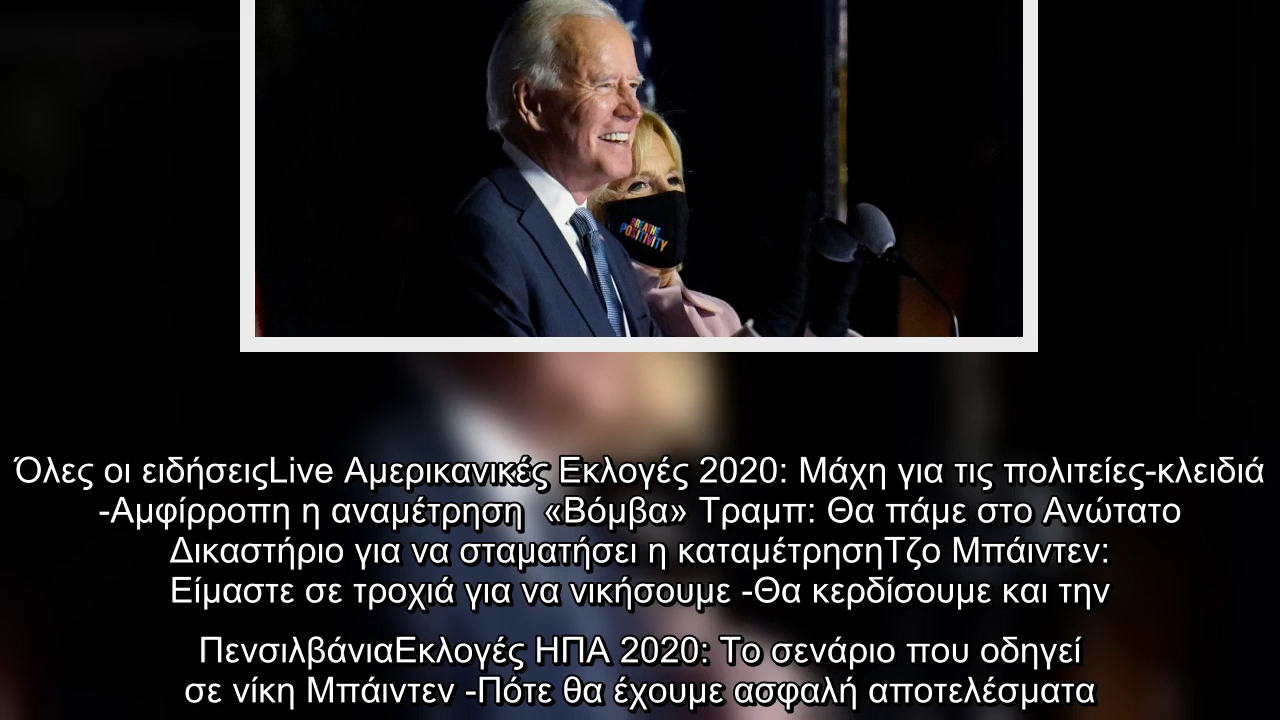 BREATHE
POSITIVITY
Όλες οι ειδήσειςLive Αμερικανικές Εκλογές 2020: Μάχη για τις πολιτείες-κλειδιά
-Αμφίρροπη η αναμέτρηση  «Βόμβα» Τραμπ: Θα πάμε στο Ανώτατο
Δικαστήριο για να σταματήσει η καταμέτρησηΤζο Μπάιντεν:
Είμαστε σε τροχιά για να νικήσουμε -Θα κερδίσουμε και την
ΠενσιλβάνιαΕκλογές ΗΠΑ 2020: Το σενάριο που οδηγεί
σε νίκη Μπάιντεν -Πότε θα έχουμε ασφαλή αποτελέσματα